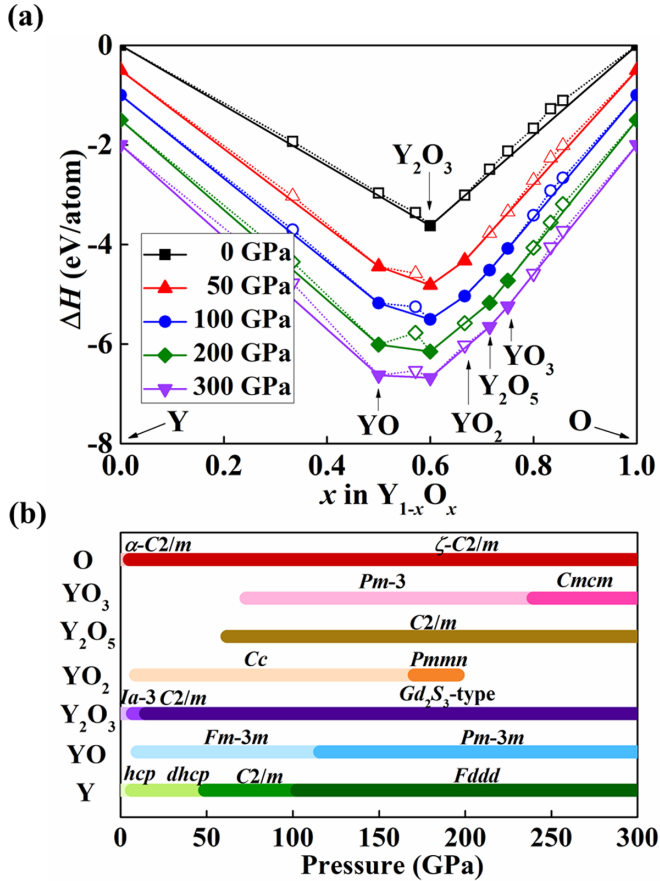 (a)
0
-2
-4
-6
-8
ΔH (eV/atom)
Y₂O₃
0 GPa
50 GPa
100 GPa
200 GPa
300 GPa
YO₃
Y₂O₅
Y YO YO₂ O
0.0 0.2 0.4 0.6 0.8 1.0
x in Y₁₋ₓOₓ
(b)
α-C2/m ζ-C2/m
O
Pm-3 Cmcm
YO₃
C2/m
Y₂O₅
Cc Pmmn
YO₂
Ia-3 C2/m Gd₂S₃-type
Y₂O₃
Fm-3m Pm-3m
YO
hcp dhcp C2/m Fddd
Y
0 50 100 150 200 250 300
Pressure (GPa)